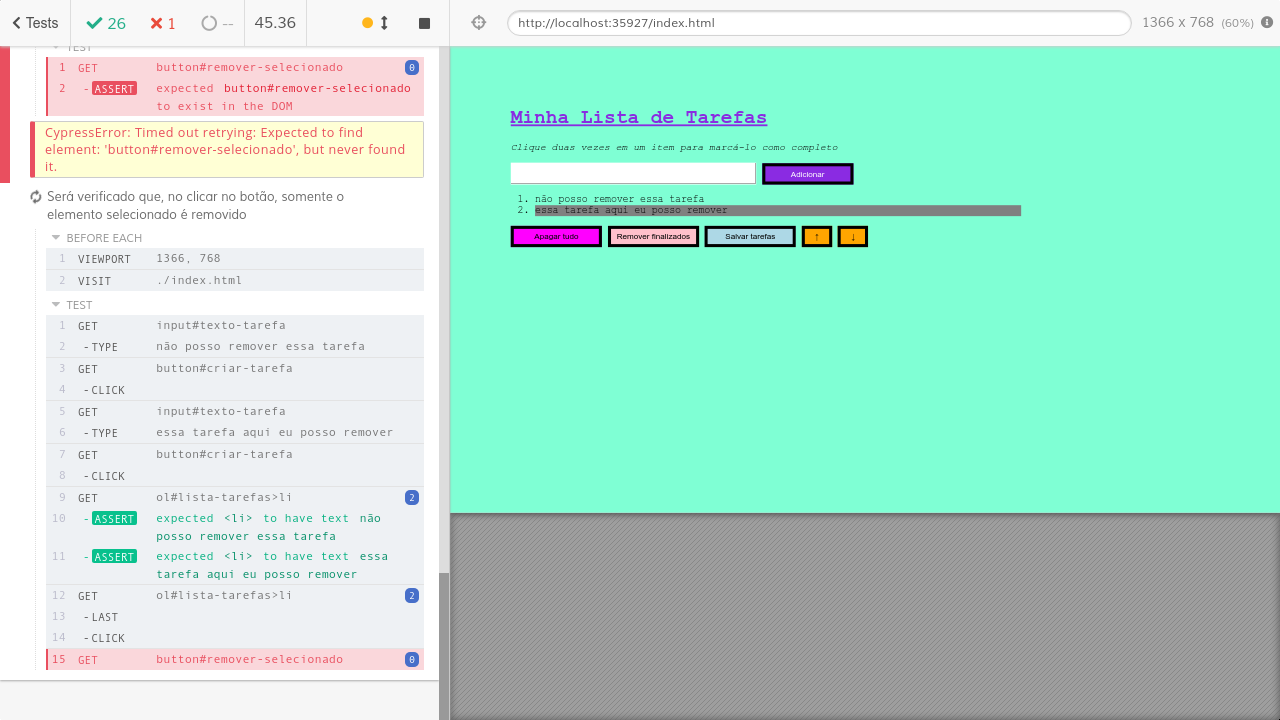 Tests 26 1 -- 45.36 http://localhost:35927/index.html 1366 x 768 (60%)
TEST
1 GET button#remover-selecionado 0
2 -ASSERT expected button#remover-selecionado
to exist in the DOM
CypressError: Timed out retrying: Expected to find
element: 'button#remover-selecionado', but never found
it.
Será verificado que, no clicar no botão, somente o
elemento selecionado é removido
BEFORE EACH
1 VIEWPORT 1366, 768
2 VISIT ./index.html
TEST
1 GET input#texto-tarefa
2 -TYPE não posso remover essa tarefa
3 GET button#criar-tarefa
4 -CLICK
5 GET input#texto-tarefa
6 -TYPE essa tarefa aqui eu posso remover
7 GET button#criar-tarefa
8 -CLICK
9 GET ol#lista-tarefas>li 2
10 -ASSERT expected <li> to have text não
posso remover essa tarefa
11 -ASSERT expected <li> to have text essa
tarefa aqui eu posso remover
12 GET ol#lista-tarefas>li 2
13 -LAST
14 -CLICK
15 GET button#remover-selecionado 0
Minha Lista de Tarefas
Clique duas vezes em um item para marcá-lo como completo
Adicionar
1. não posso remover essa tarefa
2. essa tarefa aqui eu posso remover
Apagar tudo Remover finalizados Salvar tarefas ↑ ↓